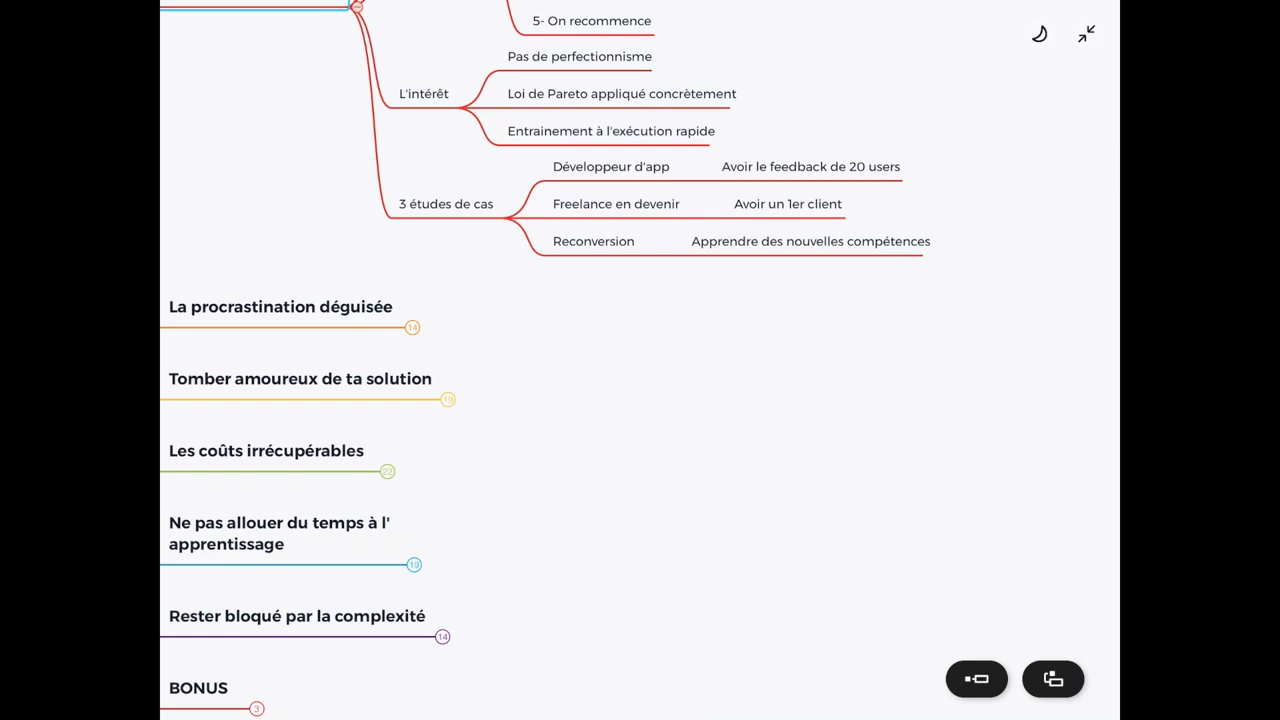 5- On recommence
Pas de perfectionnisme
L'intérêt
Loi de Pareto appliqué concrètement
Entrainement à l'exécution rapide
Développeur d'app
Avoir le feedback de 20 users
3 études de cas
Freelance en devenir
Avoir un 1er client
Reconversion
Apprendre des nouvelles compétences
La procrastination déguisée
14
Tomber amoureux de ta solution
19
Les coûts irrécupérables
22
Ne pas allouer du temps à l'
apprentissage
19
Rester bloqué par la complexité
14
BONUS
3